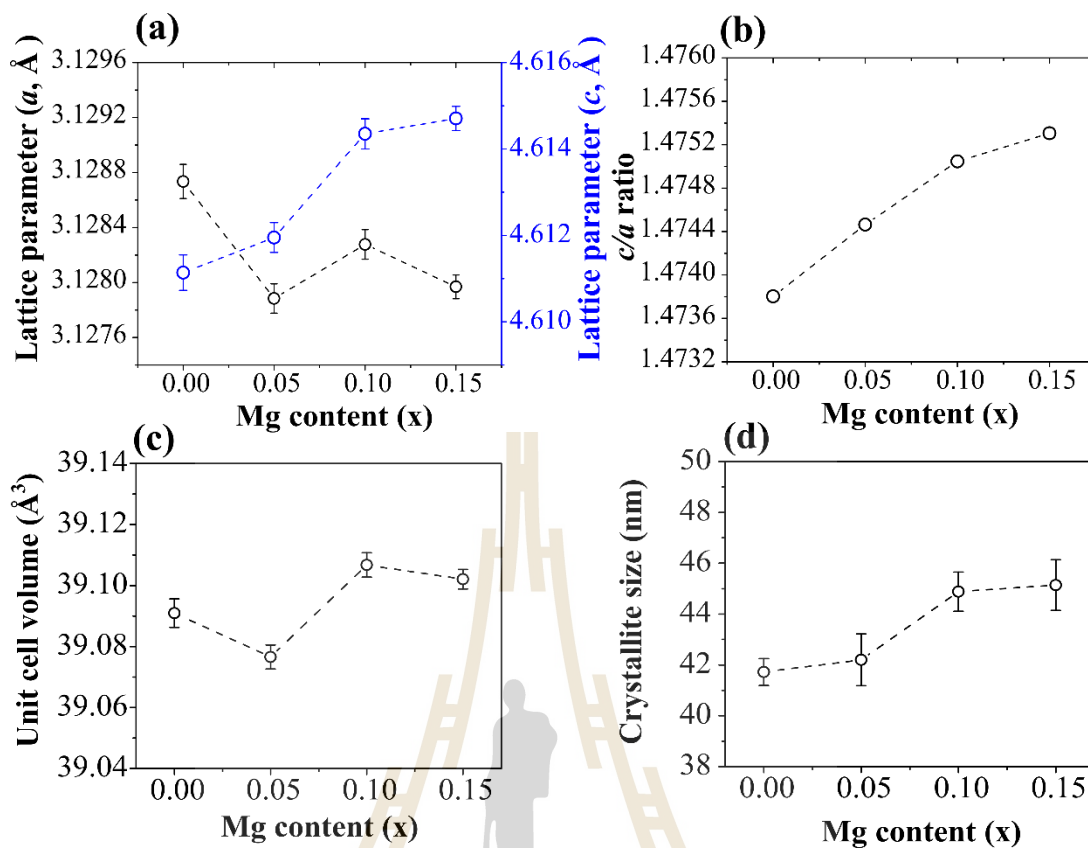 (a)
Lattice parameter (a, Å)
3.1296
3.1292
3.1288
3.1284
3.1280
3.1276
4.616
4.614
4.612
4.610
Lattice parameter (c, Å)
0.00 0.05 0.10 0.15
Mg content (x)
(b)
c/a ratio
1.4760
1.4756
1.4752
1.4748
1.4744
1.4740
1.4736
1.4732
0.00 0.05 0.10 0.15
Mg content (x)
(c)
Unit cell volume (Å³)
39.14
39.12
39.10
39.08
39.06
39.04
0.00 0.05 0.10 0.15
Mg content (x)
(d)
Crystallite size (nm)
50
48
46
44
42
40
38
0.00 0.05 0.10 0.15
Mg content (x)